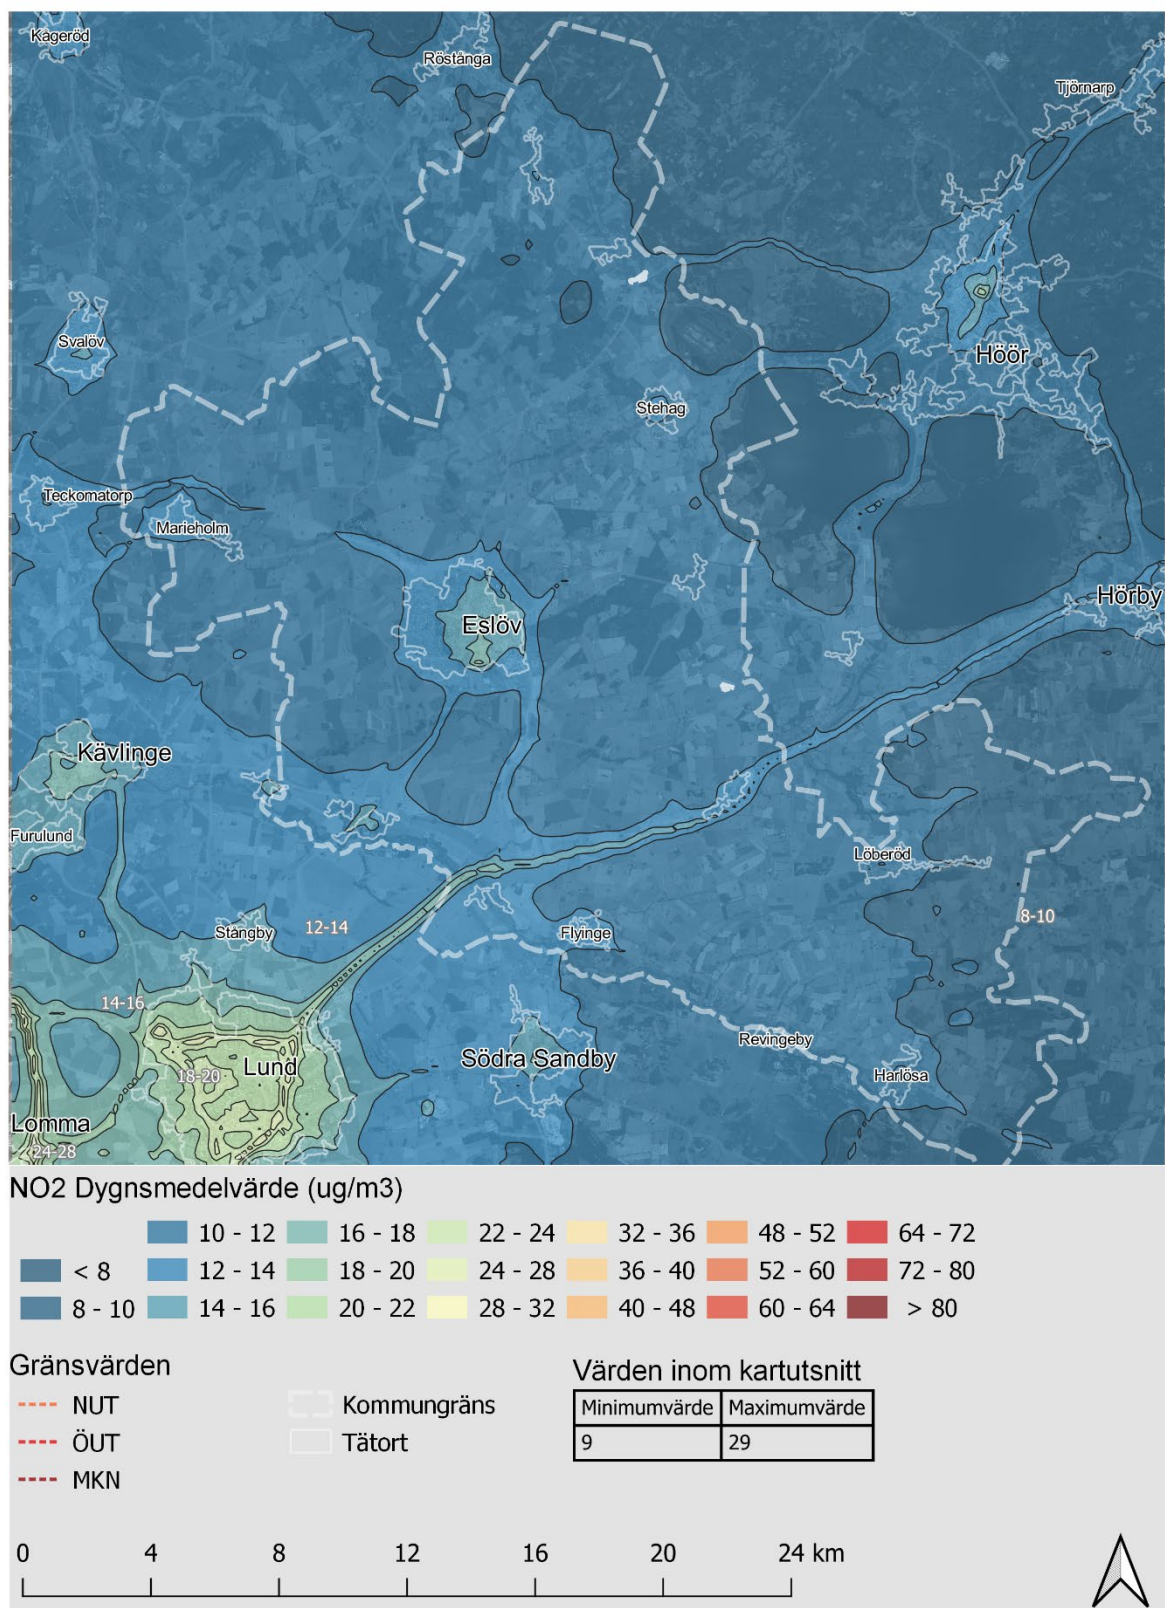 Kågeröd
Röstånga
Tjörnarp
Svalöv
Höör
Stehag
Teckomatorp
Marieholm
Hörby
Eslöv
Kävlinge
Furulund
Löberöd
8-10
12-14
Stångby
Flyinge
14-16
Revingeby
Södra Sandby
Lund
18-20
Harlösa
Lomma
24-28
NO2 Dygnsmedelvärde (ug/m3)
10 - 12 16 - 18 22 - 24 32 - 36 48 - 52 64 - 72
< 8 12 - 14 18 - 20 24 - 28 36 - 40 52 - 60 72 - 80
8 - 10 14 - 16 20 - 22 28 - 32 40 - 48 60 - 64 > 80
Gränsvärden
NUT
ÖUT
MKN
Kommungräns
Tätort
Värden inom kartutsnitt
Minimumvärde Maximumvärde
9 29
0 4 8 12 16 20 24 km